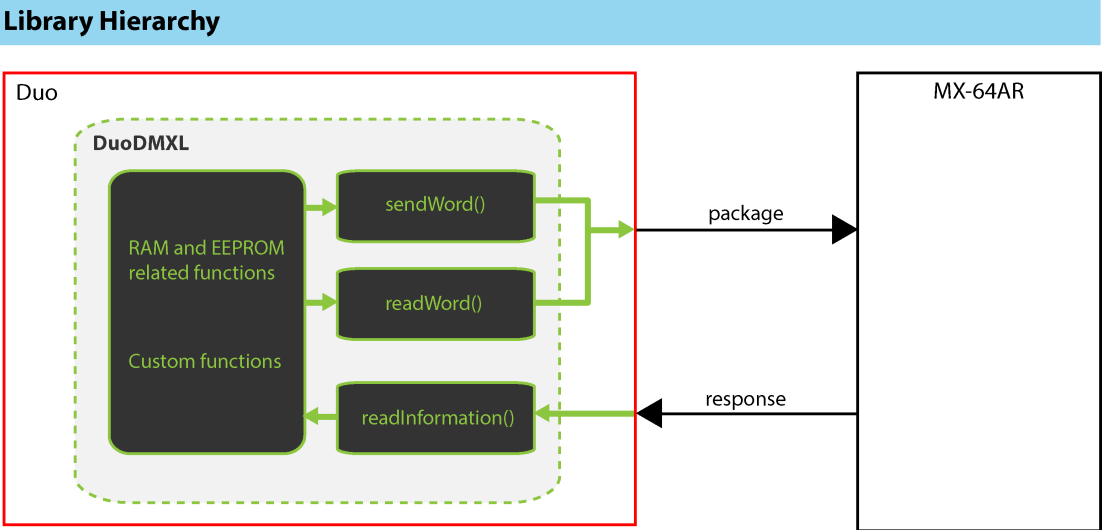 Library Hierarchy
Duo
MX-64AR
DuoDMXL
sendWord()
package
RAM and EEPROM
related functions
readWord()
Custom functions
response
readInformation()